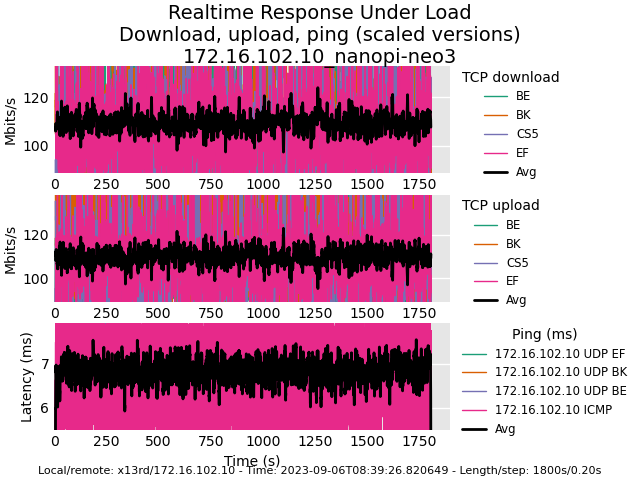 Realtime Response Under Load
Download, upload, ping (scaled versions)
172.16.102.10_nanopi-neo3
TCP download
BE
BK
CS5
EF
Avg
Mbits/s
120
100
0 250 500 750 1000 1250 1500 1750
TCP upload
BE
BK
CS5
EF
Avg
Mbits/s
120
100
0 250 500 750 1000 1250 1500 1750
Ping (ms)
172.16.102.10 UDP EF
172.16.102.10 UDP BK
172.16.102.10 UDP BE
172.16.102.10 ICMP
Avg
Latency (ms)
7
6
0 250 500 750 1000 1250 1500 1750
Time (s)
Local/remote: x13rd/172.16.102.10 - Time: 2023-09-06T08:39:26.820649 - Length/step: 1800s/0.20s